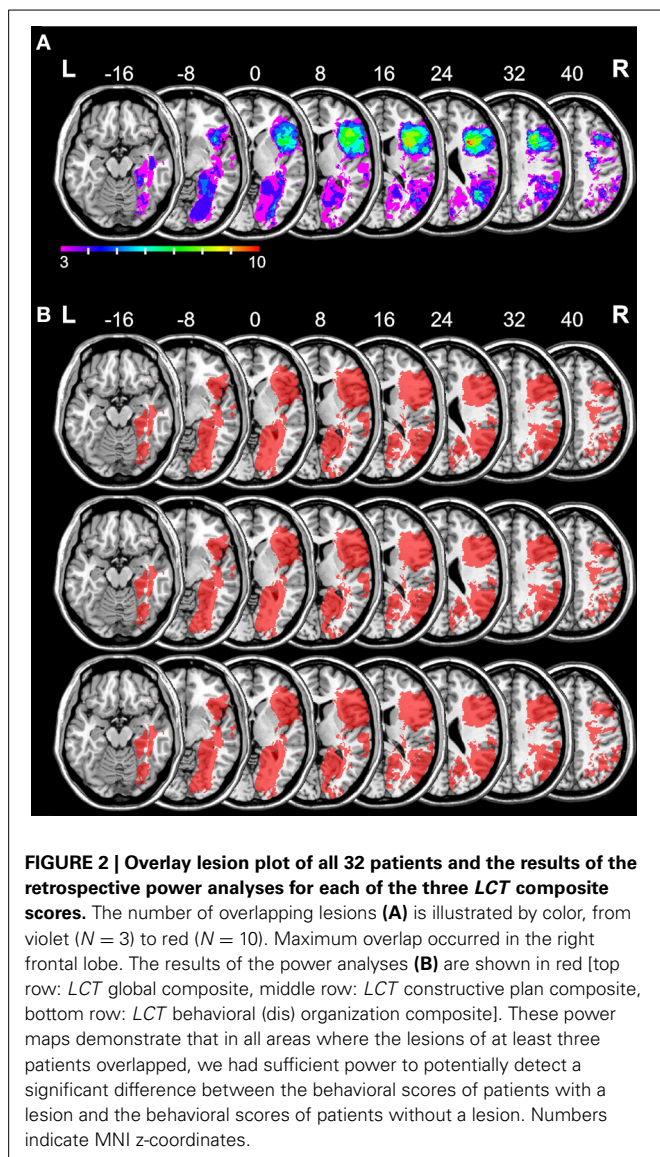 A
L -16 -8 0 8 16 24 32 40 R
3 10
B L -16 -8 0 8 16 24 32 40 R
FIGURE 2 | Overlay lesion plot of all 32 patients and the results of the
retrospective power analyses for each of the three LCT composite
scores. The number of overlapping lesions (A) is illustrated by color, from
violet (N = 3) to red (N = 10). Maximum overlap occurred in the right
frontal lobe. The results of the power analyses (B) are shown in red [top
row: LCT global composite, middle row: LCT constructive plan composite,
bottom row: LCT behavioral (dis) organization composite]. These power
maps demonstrate that in all areas where the lesions of at least three
patients overlapped, we had sufficient power to potentially detect a
significant difference between the behavioral scores of patients with a
lesion and the behavioral scores of patients without a lesion. Numbers
indicate MNI z-coordinates.